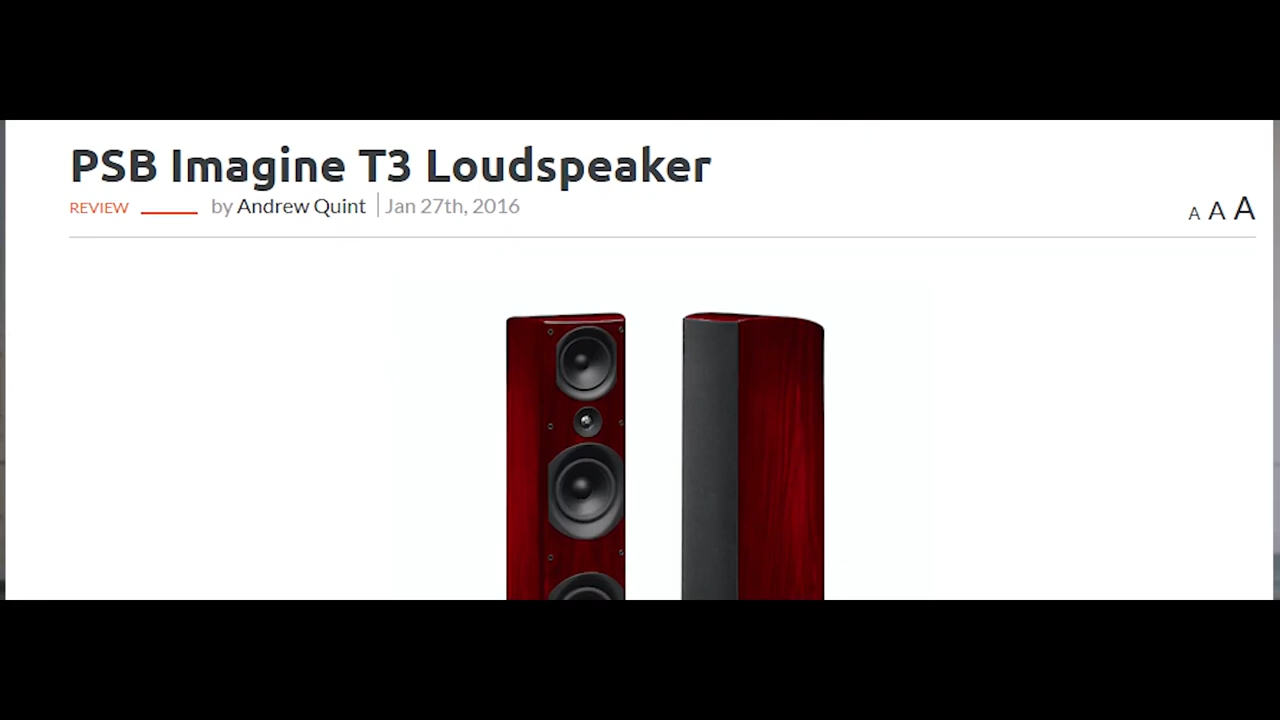 PSB Imagine T3 Loudspeaker
REVIEW by Andrew Quint Jan 27th, 2016
A A A